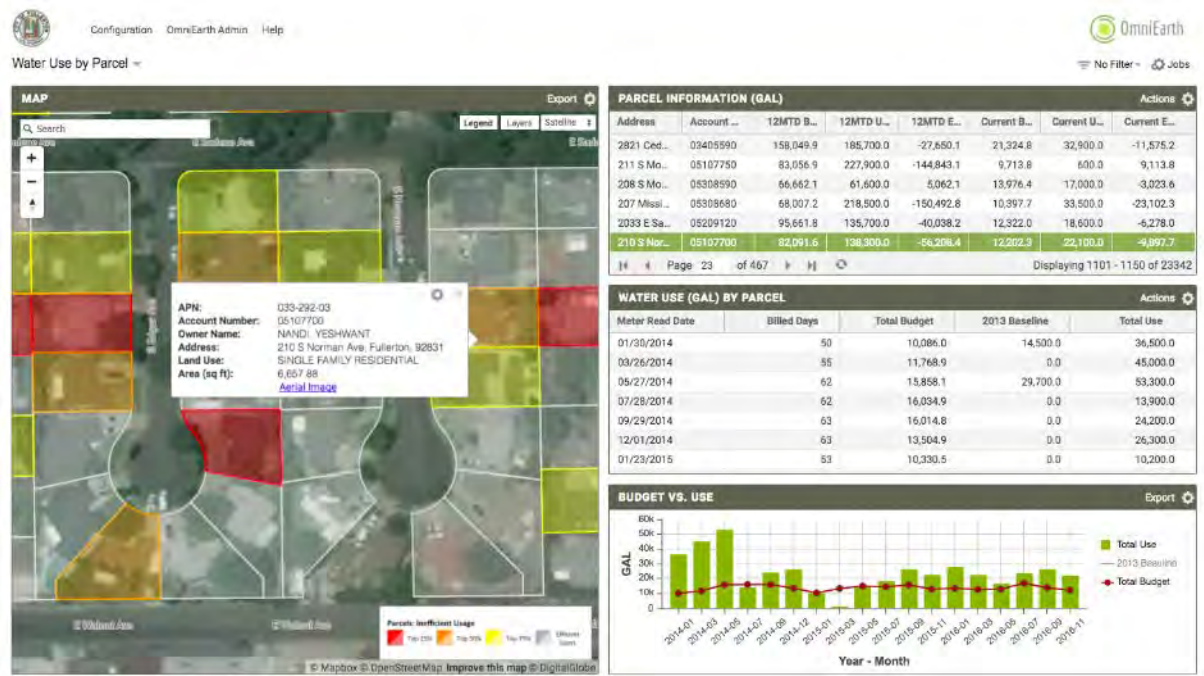 Configuration OmniEarth Admin Help
OmniEarth
Water Use by Parcel
No Filter Jobs
MAP Export
Search
Legend Layers Satellite
E Walnut Ave
E Walnut Ave
APN: 033-292-03
Account Number: 05107700
Owner Name: NANDI, YESHWANT
Address: 210 S Norman Ave, Fullerton, 92831
Land Use: SINGLE FAMILY RESIDENTIAL
Area (sq ft): 6,657.88
Aerial Image
Parcels: Inefficient Usage
Top 25% Top 50% Top 75% Efficient Users
© Mapbox © OpenStreetMap Improve this map © DigitalGlobe
PARCEL INFORMATION (GAL) Actions
Address Account ... 12MTD B... 12MTD U... 12MTD E... Current B... Current U... Current E...
2821 Ced... 03405590 158,049.9 185,700.0 -27,650.1 21,324.8 32,900.0 -11,575.2
211 S Mo... 05107750 83,056.9 227,900.0 -144,843.1 9,713.8 600.0 9,113.8
208 S Mo... 05308590 66,662.1 61,600.0 5,062.1 13,976.4 17,000.0 -3,023.6
207 Missi... 05308680 68,007.2 218,500.0 -150,492.8 10,397.7 33,500.0 -23,102.3
2033 E Sa... 05209120 95,661.8 135,700.0 -40,038.2 12,322.0 18,600.0 -6,278.0
210 S Nor... 05107700 82,091.6 138,300.0 -56,208.4 12,202.3 22,100.0 -9,897.7
Page 23 of 467 Displaying 1101 - 1150 of 23342
WATER USE (GAL) BY PARCEL Actions
Meter Read Date Billed Days Total Budget 2013 Baseline Total Use
01/30/2014 50 10,086.0 14,500.0 36,500.0
03/26/2014 55 11,768.9 0.0 45,000.0
05/27/2014 62 15,858.1 29,700.0 53,300.0
07/28/2014 62 16,034.9 0.0 13,900.0
09/29/2014 63 16,014.8 0.0 24,200.0
12/01/2014 63 13,504.9 0.0 26,300.0
01/23/2015 53 10,330.5 0.0 10,200.0
BUDGET VS. USE Export
GAL
60k
50k
40k
30k
20k
10k
0
2014-01 2014-03 2014-05 2014-07 2014-09 2014-12 2015-01 2015-03 2015-05 2015-07 2015-09 2015-11 2016-01 2016-03 2016-05 2016-07 2016-09 2016-11
Year - Month
Total Use
2013 Baseline
Total Budget